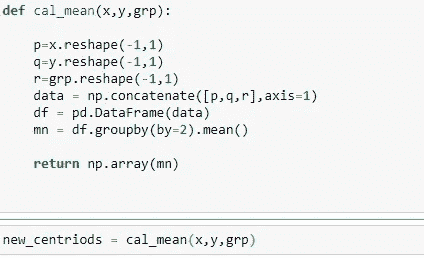 def cal_mean(x,y,grp):
p=x.reshape(-1,1)
q=y.reshape(-1,1)
r=grp.reshape(-1,1)
data = np.concatenate([p,q,r],axis=1)
df = pd.DataFrame(data)
mn = df.groupby(by=2).mean()
return np.array(mn)
new_centriods = cal_mean(x,y,grp)